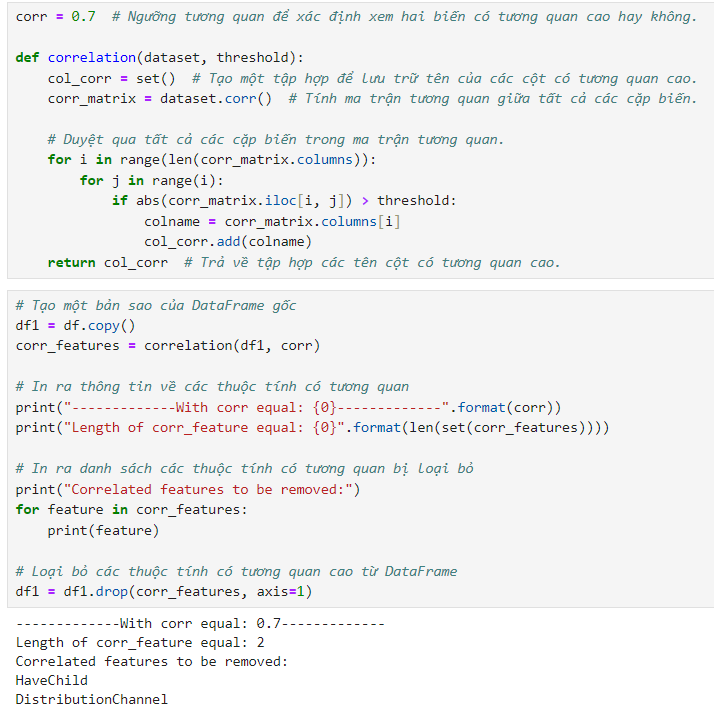 corr = 0.7  # Ngưỡng tương quan để xác định xem hai biến có tương quan cao hay không.

def correlation(dataset, threshold):
    col_corr = set()  # Tạo một tập hợp để lưu trữ tên của các cột có tương quan cao.
    corr_matrix = dataset.corr()  # Tính ma trận tương quan giữa tất cả các cặp biến.

    # Duyệt qua tất cả các cặp biến trong ma trận tương quan.
    for i in range(len(corr_matrix.columns)):
        for j in range(i):
            if abs(corr_matrix.iloc[i, j]) > threshold:
                colname = corr_matrix.columns[i]
                col_corr.add(colname)
    return col_corr  # Trả về tập hợp các tên cột có tương quan cao.

# Tạo một bản sao của DataFrame gốc
df1 = df.copy()
corr_features = correlation(df1, corr)

# In ra thông tin về các thuộc tính có tương quan
print("-------------With corr equal: {0}-------------".format(corr))
print("Length of corr_feature equal: {0}".format(len(set(corr_features))))

# In ra danh sách các thuộc tính có tương quan bị loại bỏ
print("Correlated features to be removed:")
for feature in corr_features:
    print(feature)

# Loại bỏ các thuộc tính có tương quan cao từ DataFrame
df1 = df1.drop(corr_features, axis=1)

-------------With corr equal: 0.7-------------
Length of corr_feature equal: 2
Correlated features to be removed:
HaveChild
DistributionChannel